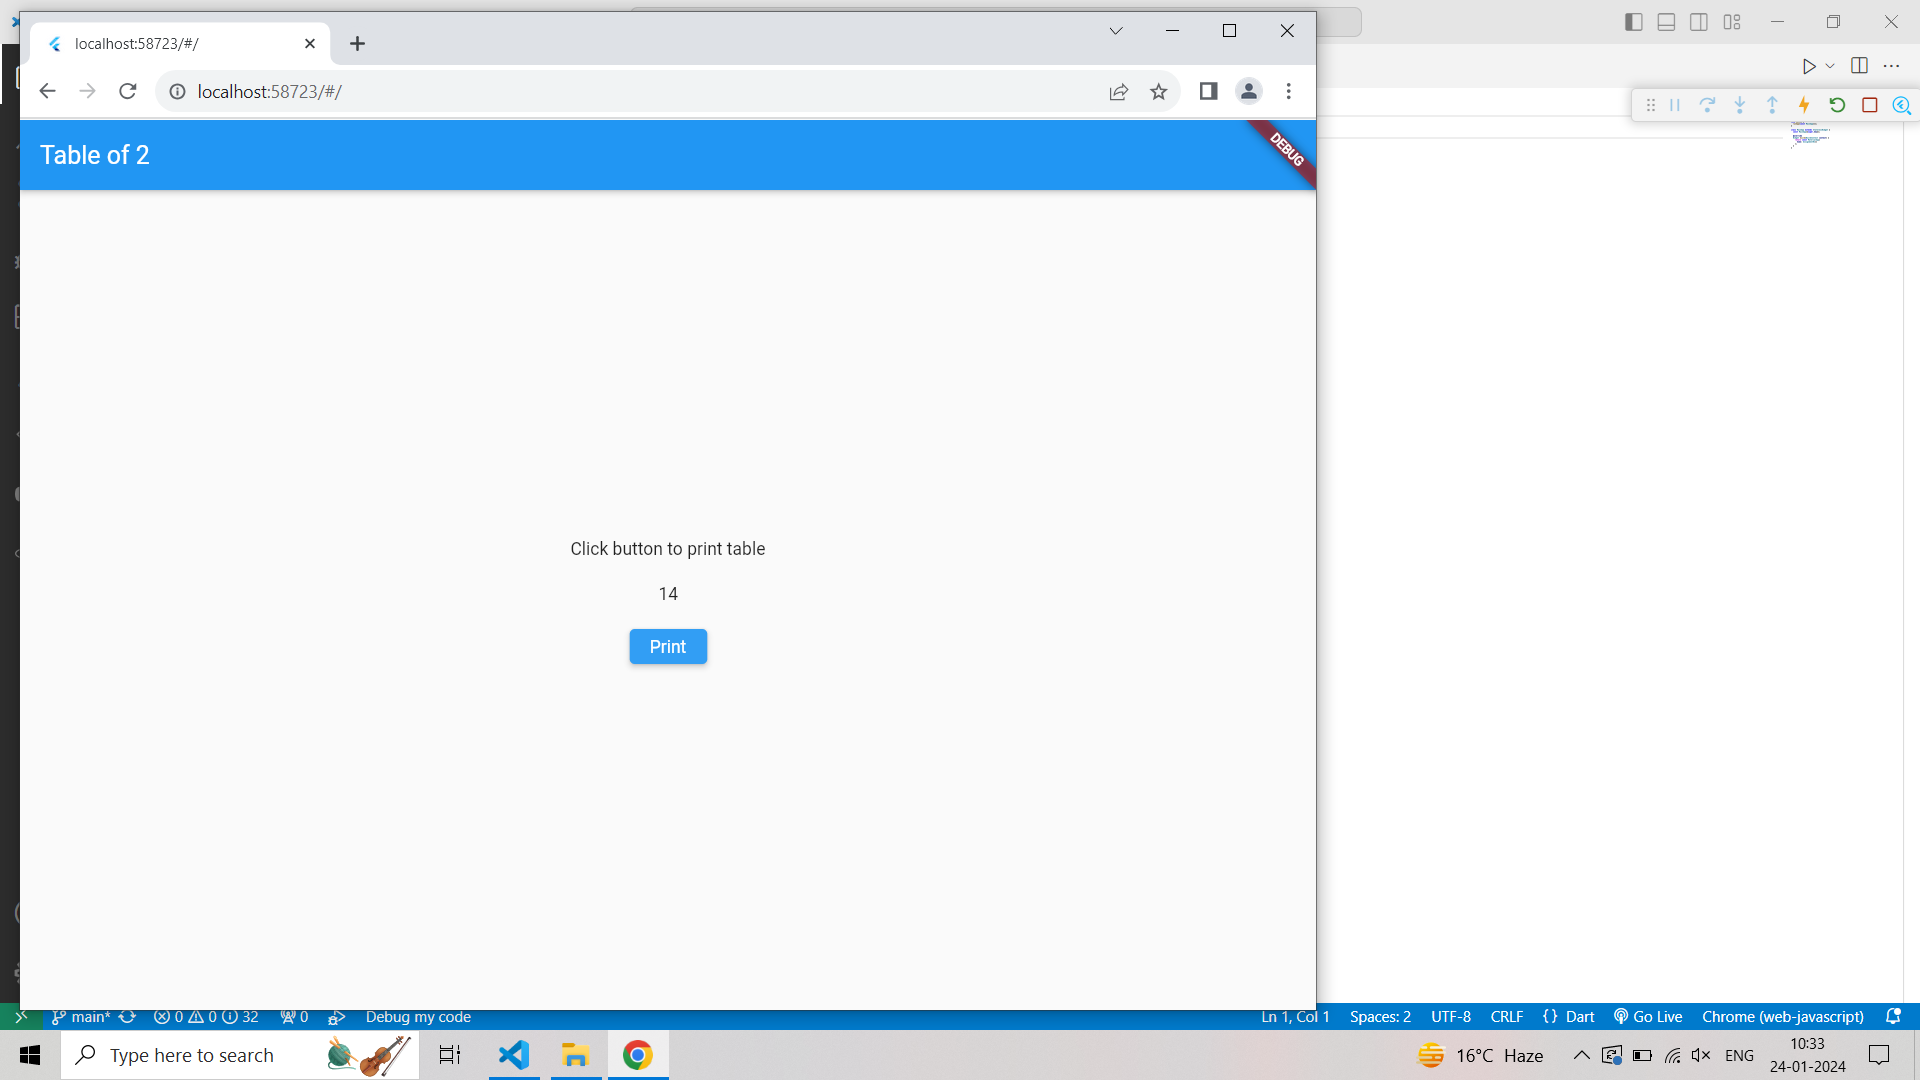 localhost:58723/#/
localhost:58723/#/
Table of 2
DEBUG
Click button to print table
14
Print
main* 0 0 32 0 Debug my code
Ln 1, Col 1 Spaces: 2 UTF-8 CRLF {} Dart Go Live Chrome (web-javascript)
Type here to search
16°C Haze
ENG
10:33
24-01-2024